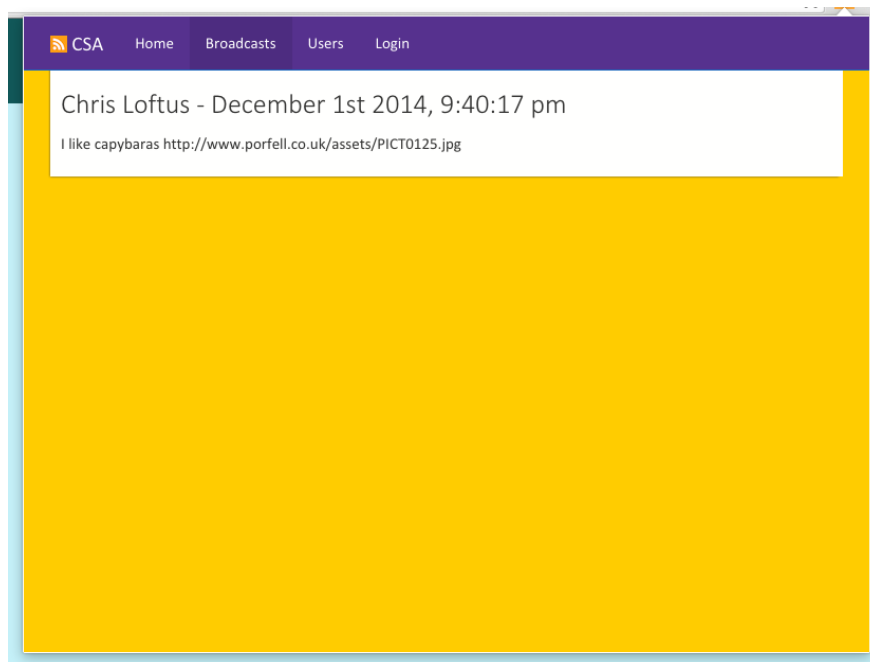 CSA Home Broadcasts Users Login
Chris Loftus - December 1st 2014, 9:40:17 pm
I like capybaras http://www.porfell.co.uk/assets/PICT0125.jpg